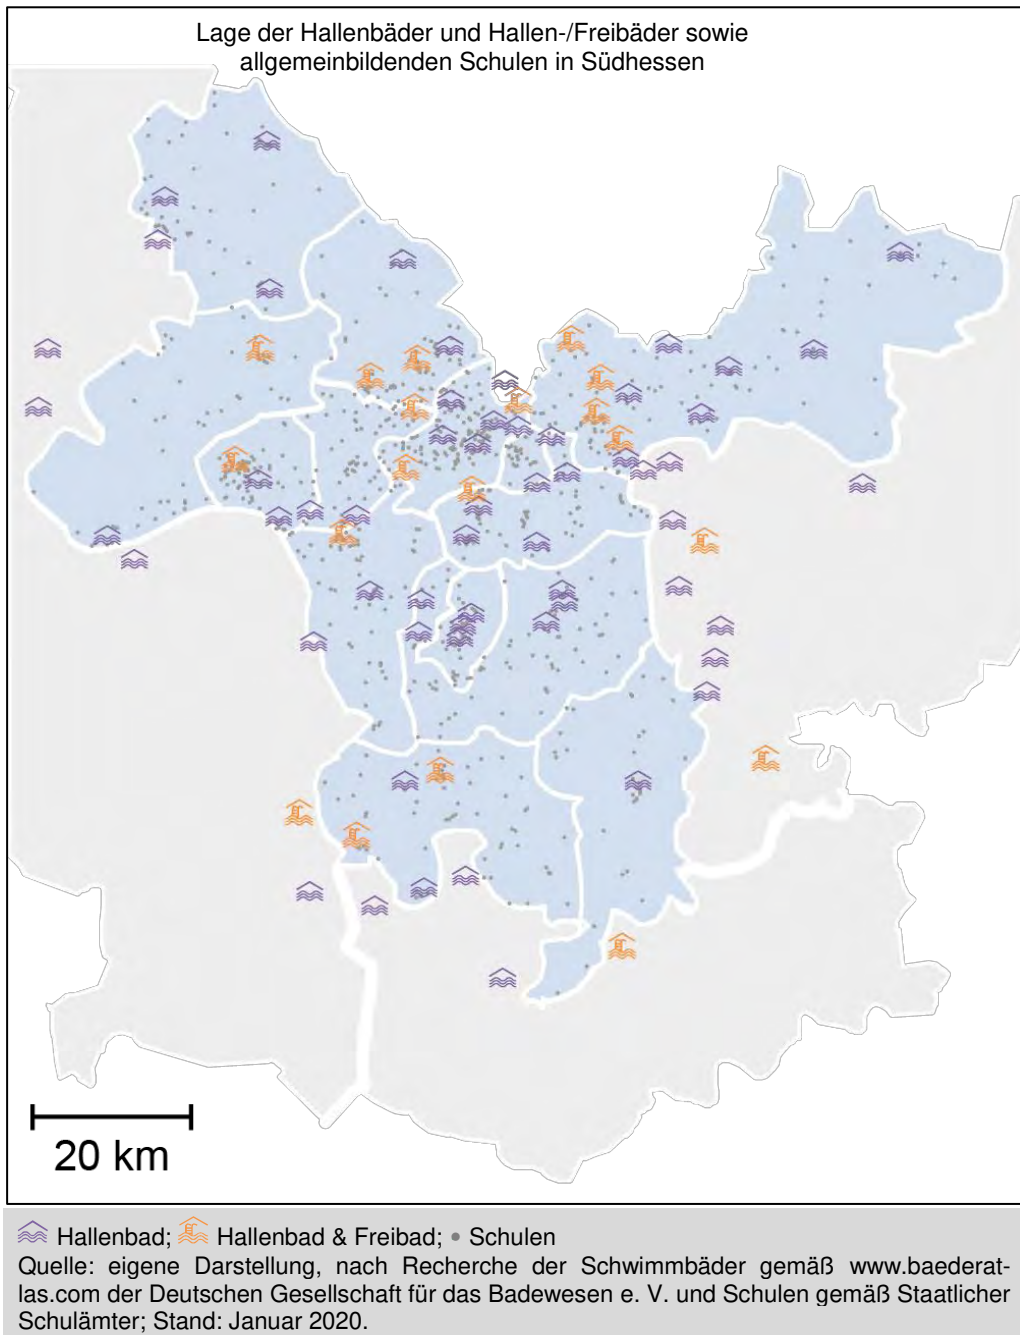 Lage der Hallenbäder und Hallen-/Freibäder sowie
allgemeinbildenden Schulen in Südhessen
20 km
Hallenbad; Hallenbad & Freibad; • Schulen
Quelle: eigene Darstellung, nach Recherche der Schwimmbäder gemäß www.baederat-
las.com der Deutschen Gesellschaft für das Badewesen e. V. und Schulen gemäß Staatlicher
Schulämter; Stand: Januar 2020.